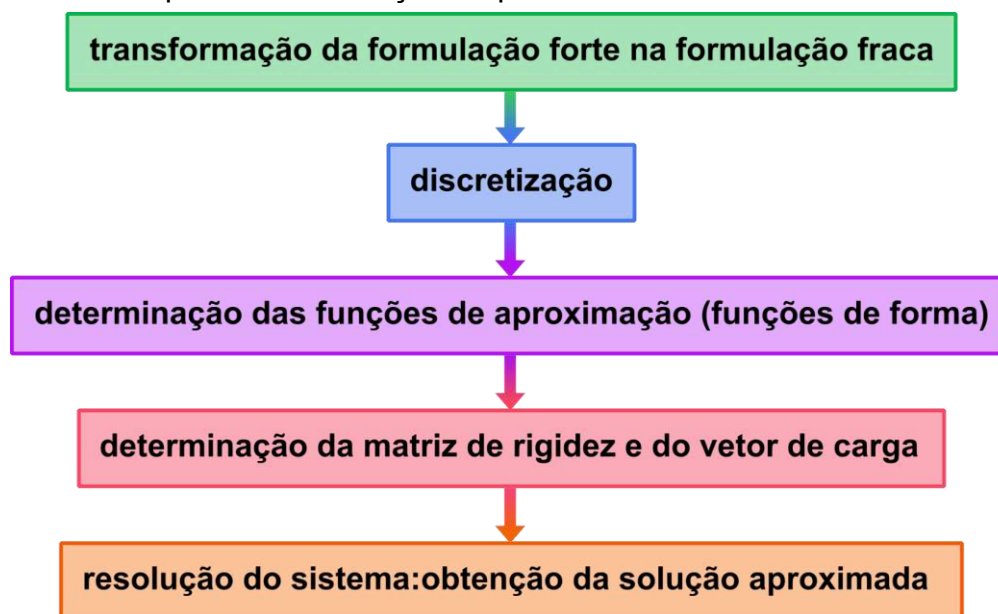 transformação da formulação forte na formulação fraca
discretização
determinação das funções de aproximação (funções de forma)
determinação da matriz de rigidez e do vetor de carga
resolução do sistema:obtenção da solução aproximada